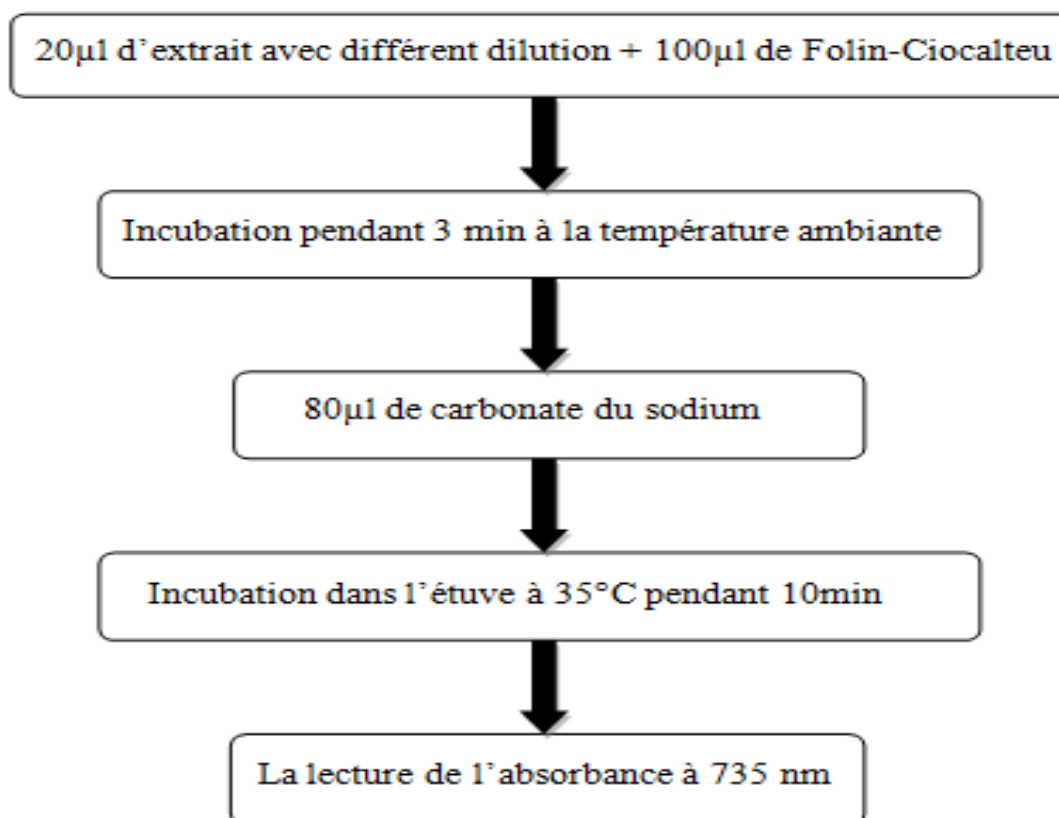 20µl d’extrait avec différent dilution + 100µl de Folin-Ciocalteu
Incubation pendant 3 min à la température ambiante
80µl de carbonate du sodium
Incubation dans l’étuve à 35°C pendant 10min
La lecture de l’absorbance à 735 nm